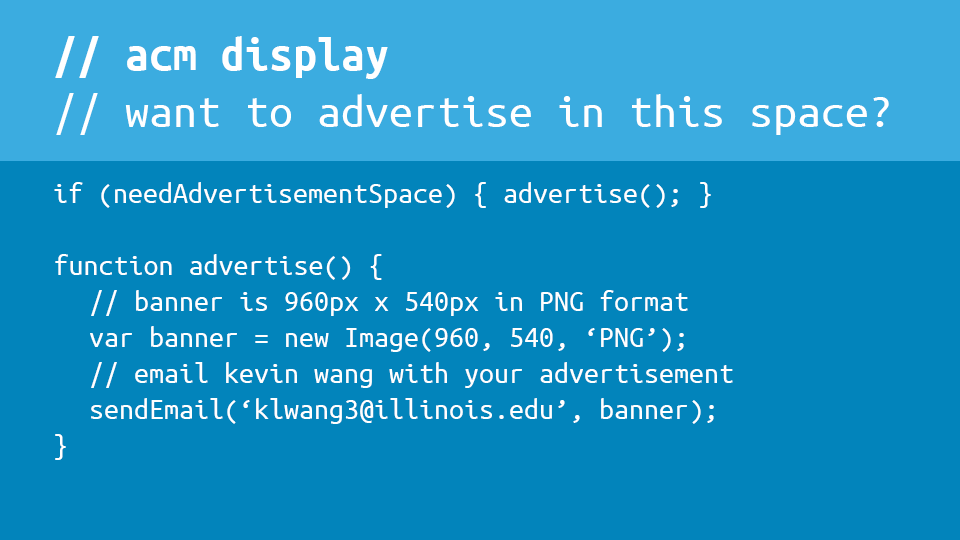 // acm display
// want to advertise in this space?
if (needAdvertisementSpace) { advertise(); }
function advertise() {
// banner is 960px x 540px in PNG format
var banner = new Image(960, 540, ‘PNG’);
// email kevin wang with your advertisement
sendEmail(‘klwang3@illinois.edu’, banner);
}